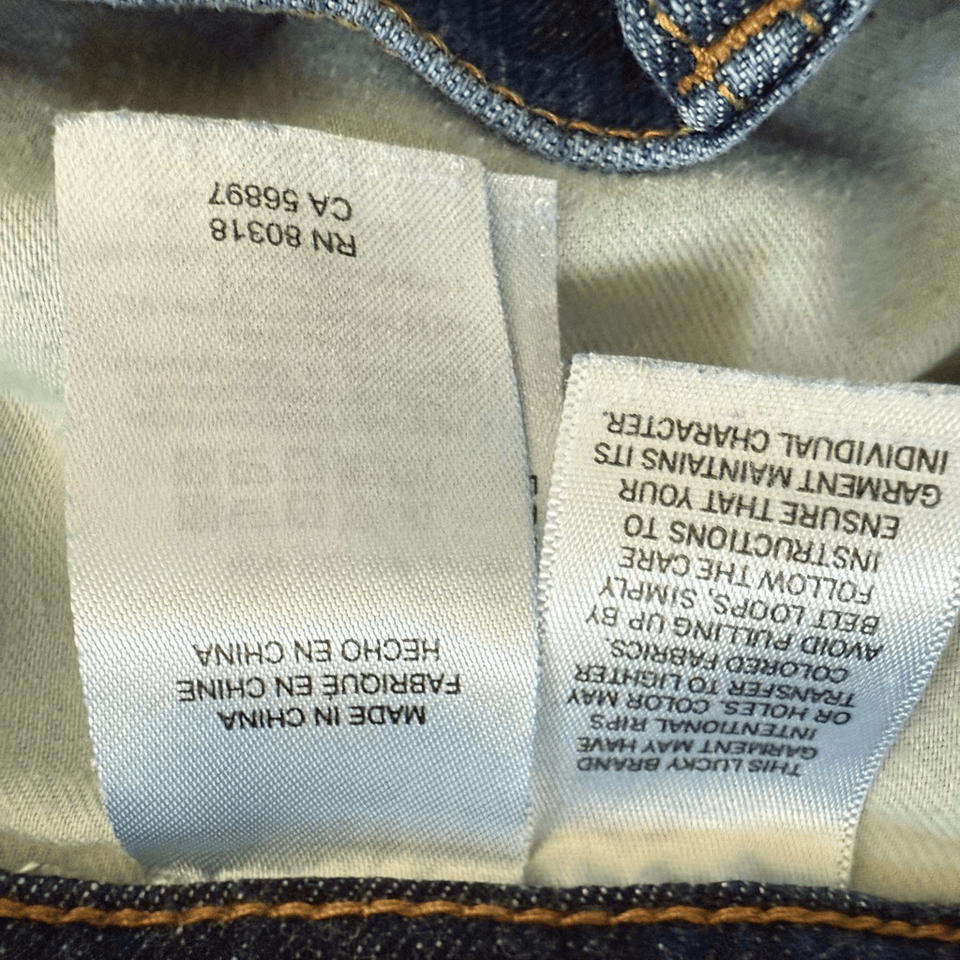 MADE IN CHINA
FABRIQUÉ EN CHINE
HECHO EN CHINA
RN 80318
CA 56897
THIS LUCKY BRAND
GARMENT MAY HAVE
INTENTIONAL RIPS
OR HOLES. COLOR MAY
TRANSFER TO LIGHTER
COLORED FABRICS.
AVOID PULLING UP BY
BELT LOOPS, SIMPLY
FOLLOW THE CARE
INSTRUCTIONS TO
ENSURE THAT YOUR
GARMENT MAINTAINS ITS
INDIVIDUAL CHARACTER.